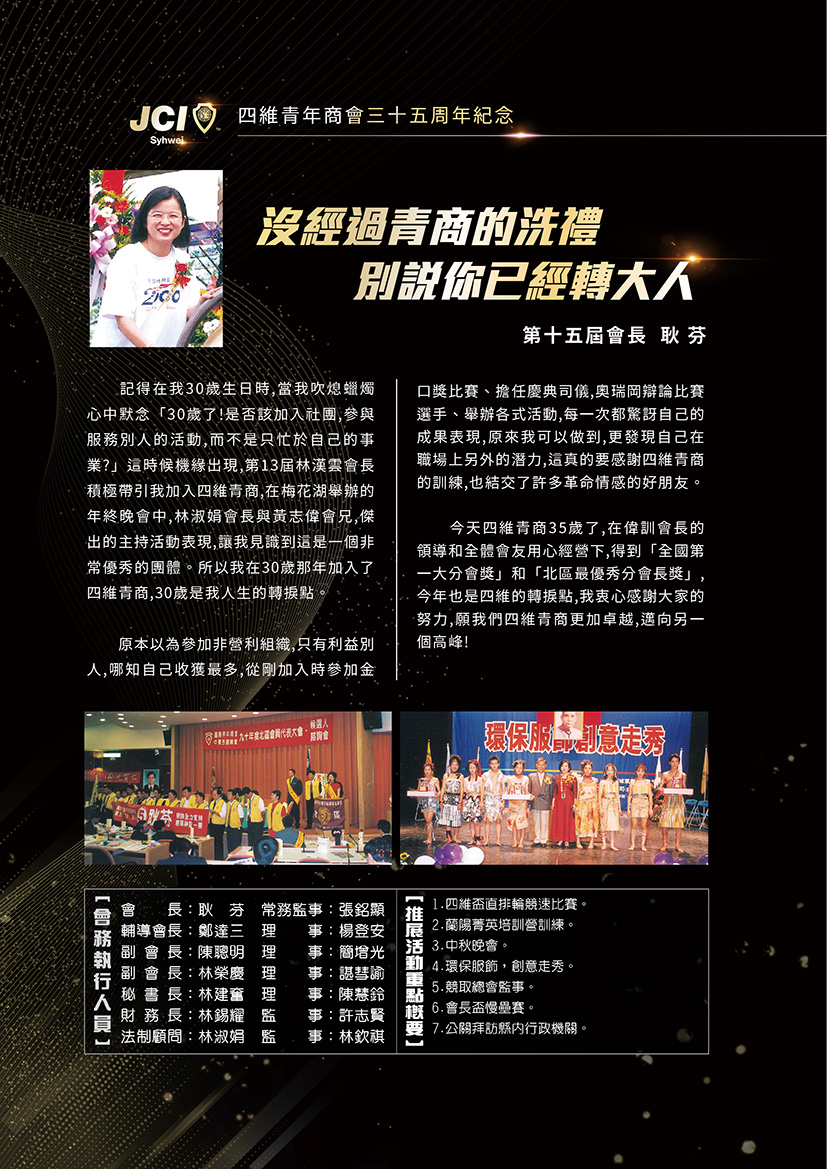 JCI
Syhwei
四維青年商會三十五周年紀念
沒經過青商的洗禮
別說你已經轉大人
第十五屆會長 耿 芬
記得在我30歲生日時,當我吹熄蠟燭
心中默念「30歲了!是否該加入社團,參與
服務別人的活動,而不是只忙於自己的事
業?」這時候機緣出現,第13屆林漢雲會長
積極帶引我加入四維青商,在梅花湖舉辦的
年終晚會中,林淑娟會長與黃志偉會兄,傑
出的主持活動表現,讓我見識到這是一個非
常優秀的團體。所以我在30歲那年加入了
四維青商,30歲是我人生的轉捩點。
原本以為參加非營利組織,只有利益別
人,哪知自己收獲最多,從剛加入時參加金
口獎比賽、擔任慶典司儀,奧瑞岡辯論比賽
選手、舉辦各式活動,每一次都驚訝自己的
成果表現,原來我可以做到,更發現自己在
職場上另外的潛力,這真的要感謝四維青商
的訓練,也結交了許多革命情感的好朋友。
今天四維青商35歲了,在偉訓會長的
領導和全體會友用心經營下,得到「全國第
一大分會獎」和「北區最優秀分會長獎」,
今年也是四維的轉捩點,我衷心感謝大家的
努力,願我們四維青商更加卓越,邁向另一
個高峰!
九十年度北區會員代表大會
候選人
耿芬
環保服飾創意走秀
【會務執行人員】
會長:耿芬 常務監事:張銘顯
輔導會長:鄭達三 理事:楊登安
副會長:陳聰明 理事:簡增光
副會長:林榮慶 理事:諶彗諭
秘書長:林建奮 理事:陳慧鈴
財務長:林錫耀 監事:許志賢
法制顧問:林淑娟 監事:林欽祺
【推展活動重點概要】
1.四維盃直排輪競速比賽。
2.蘭陽菁英培訓營訓練。
3.中秋晚會。
4.環保服飾,創意走秀。
5.競取總會監事。
6.會長盃慢壘賽。
7.公關拜訪縣內行政機關。